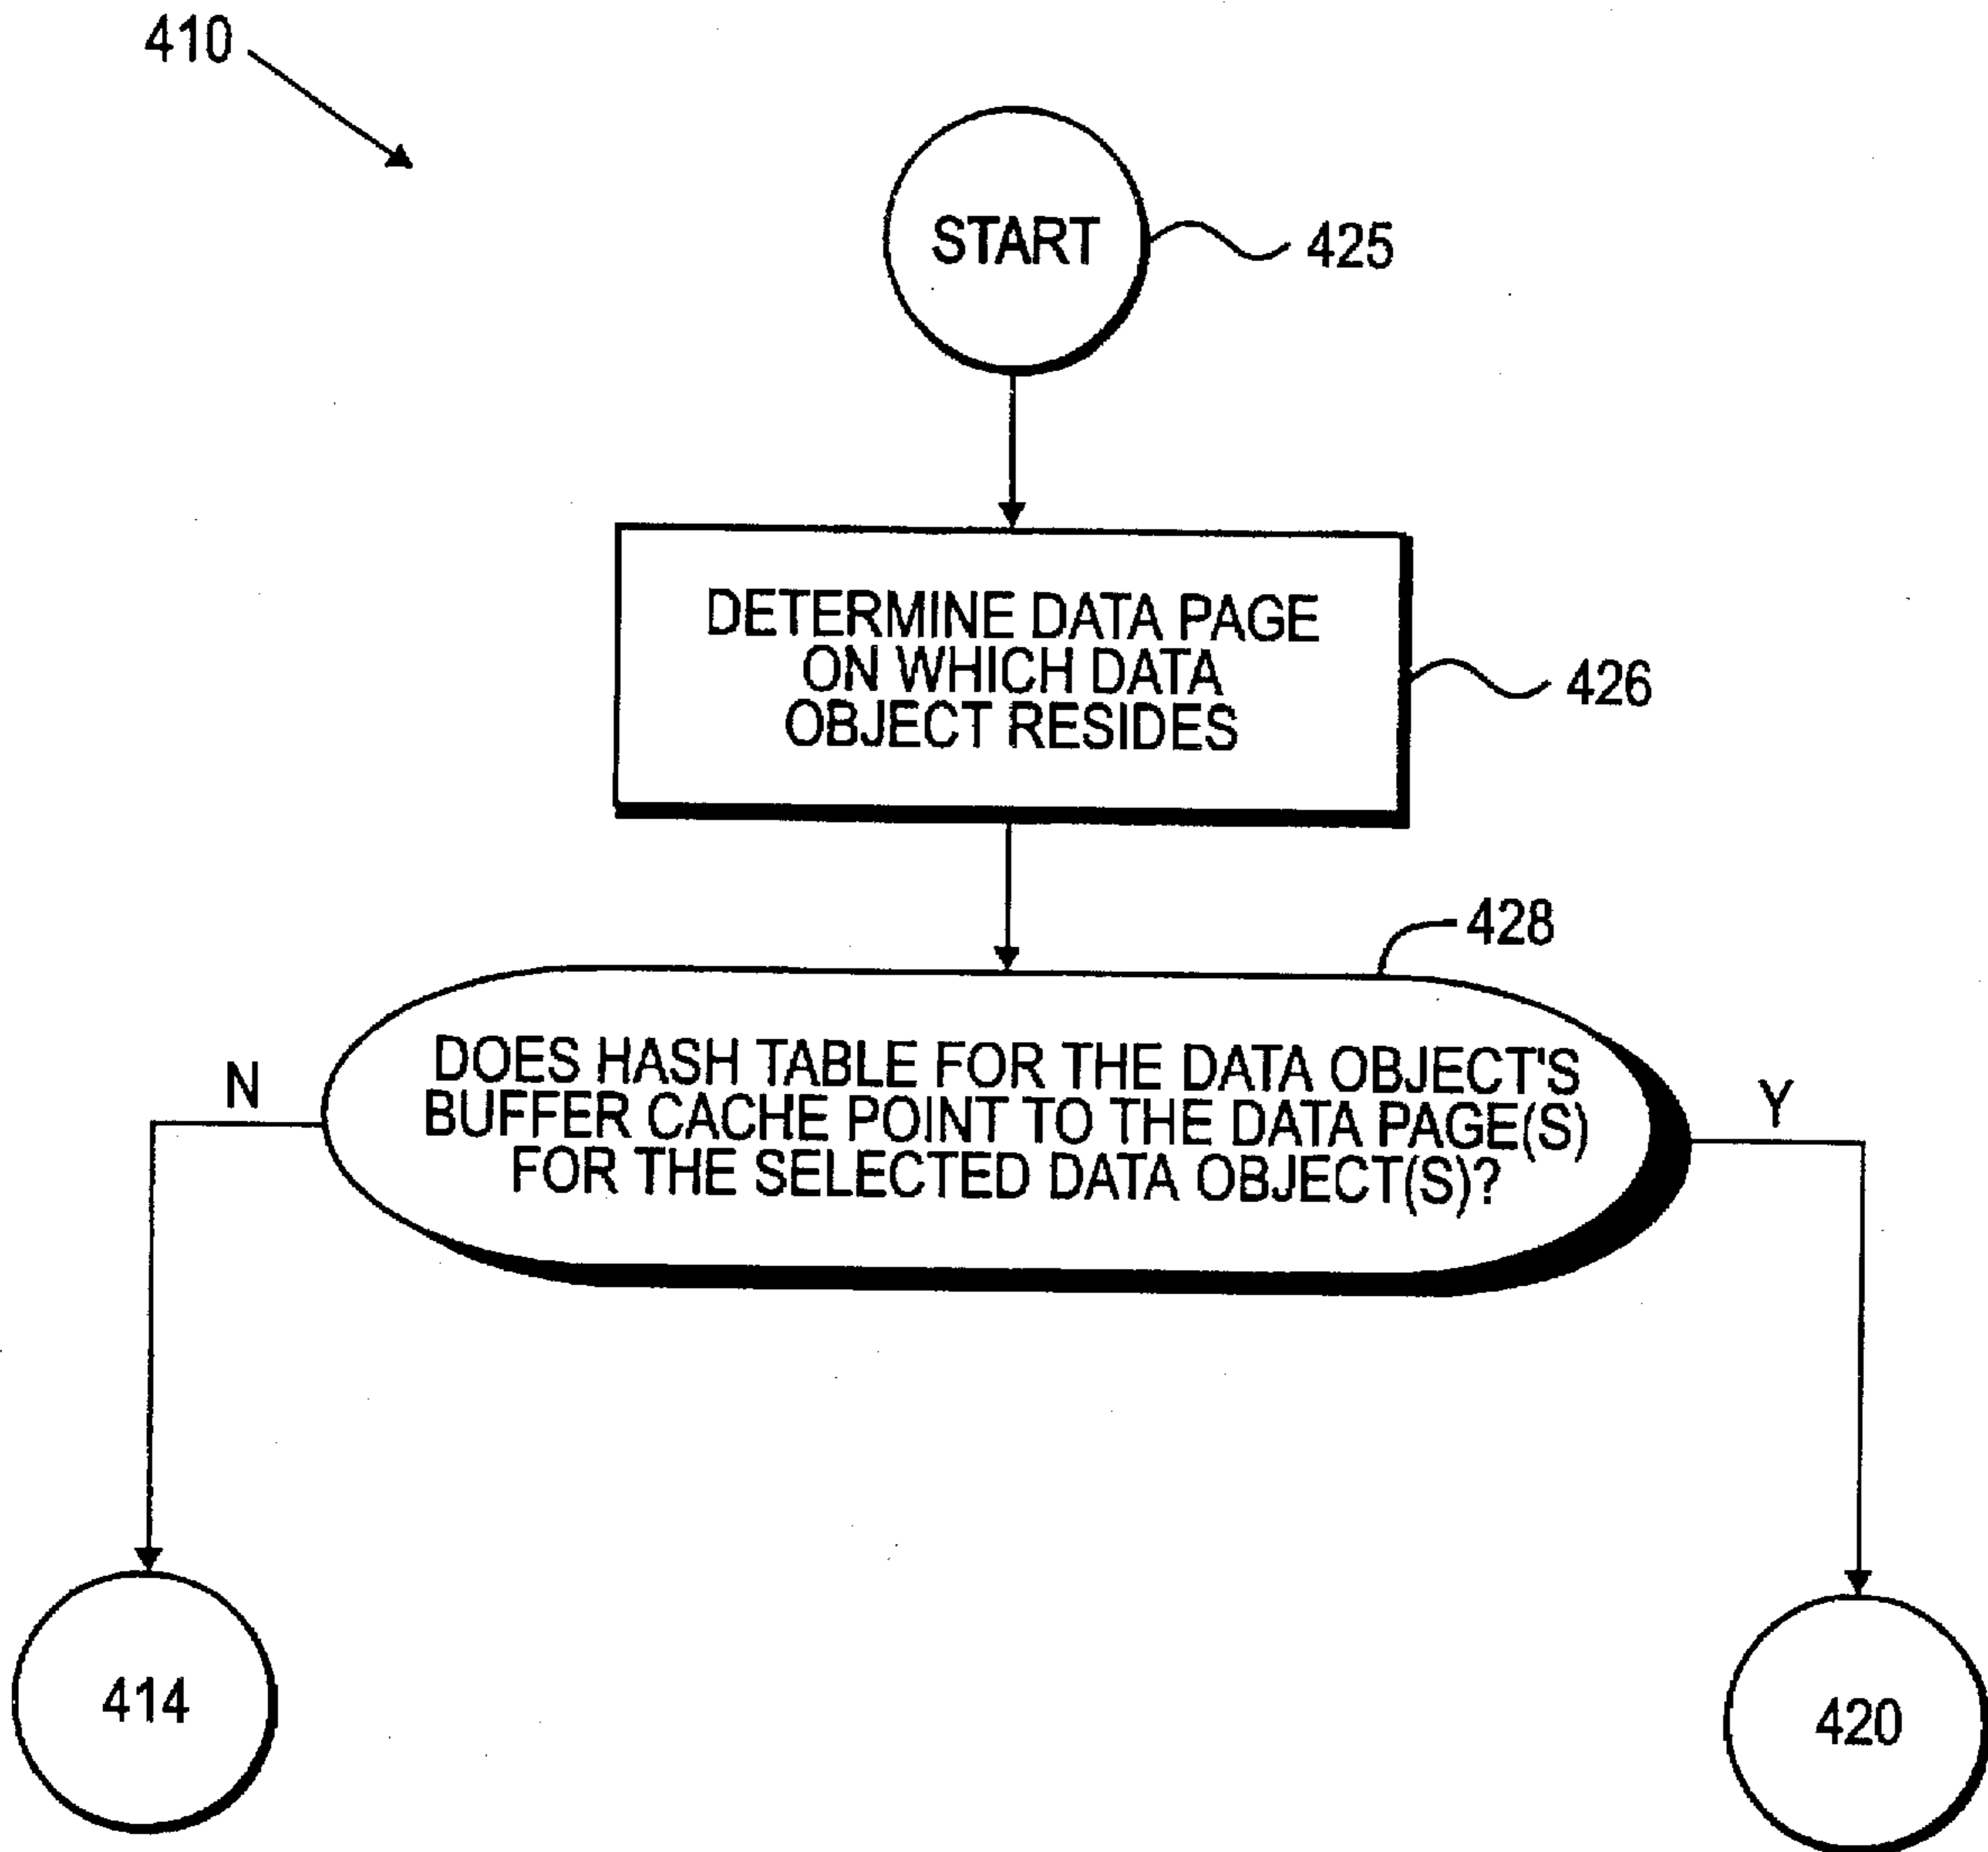 410
START
425
DETERMINE DATA PAGE
ON WHICH DATA
OBJECT RESIDES
426
428
DOES HASH TABLE FOR THE DATA OBJECT'S
BUFFER CACHE POINT TO THE DATA PAGE(S)
FOR THE SELECTED DATA OBJECT(S)?
N
Y
414
420